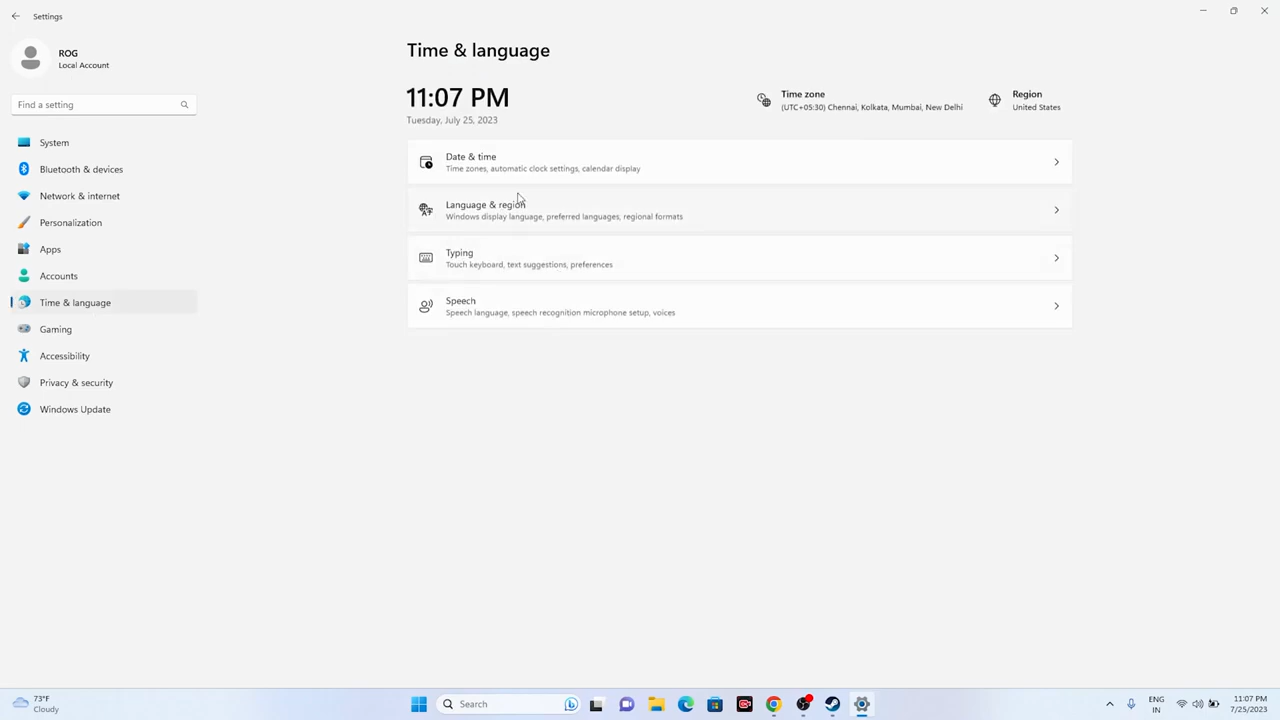 Settings
ROG
Local Account
Find a setting
System
Bluetooth & devices
Network & internet
Personalization
Apps
Accounts
Time & language
Gaming
Accessibility
Privacy & security
Windows Update
Time & language
11:07 PM
Tuesday, July 25, 2023
Time zone
(UTC+05:30) Chennai, Kolkata, Mumbai, New Delhi
Region
United States
Date & time
Time zones, automatic clock settings, calendar display
Language & region
Windows display language, preferred languages, regional formats
Typing
Touch keyboard, text suggestions, preferences
Speech
Speech language, speech recognition microphone setup, voices
73°F
Cloudy
Search
ENG
IN
11:07 PM
7/25/2023